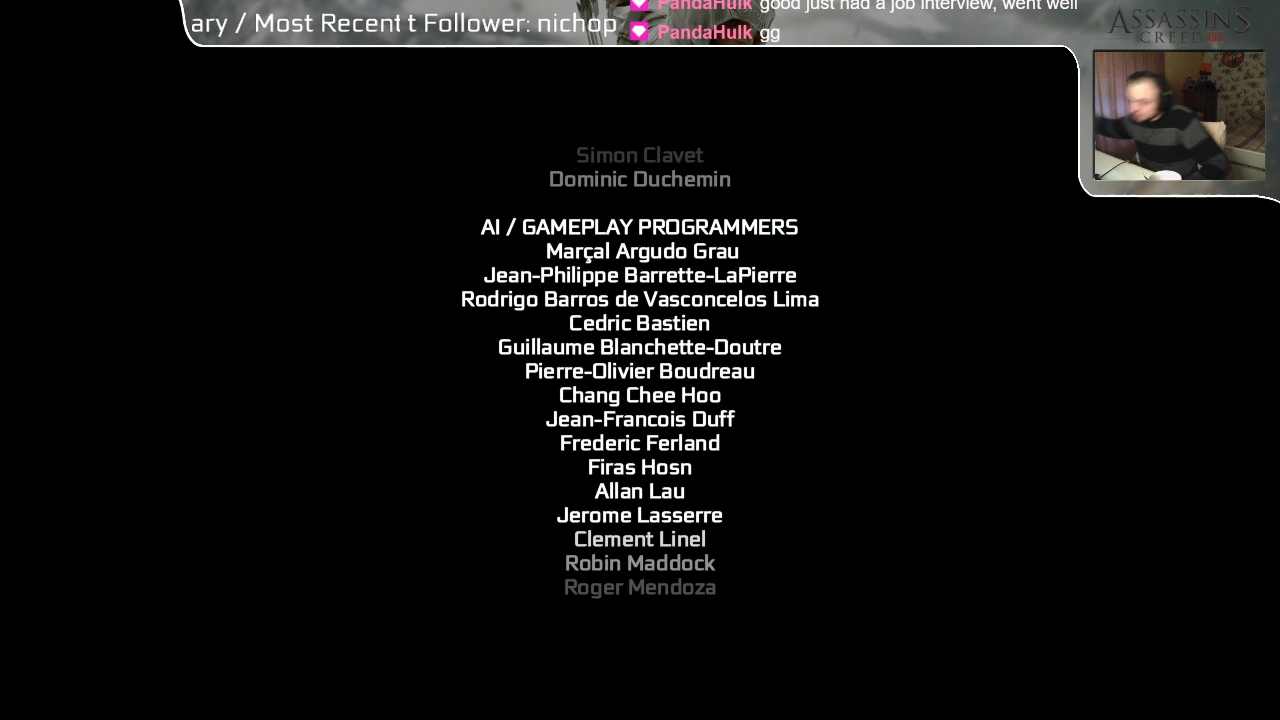 ary / Most Recent Follower: nichop
PandaHulk good just had a job interview, went well
PandaHulk gg
ASSASSINS
CREED III
Simon Clavet
Dominic Duchemin
AI / GAMEPLAY PROGRAMMERS
Marçal Argudo Grau
Jean-Philippe Barrette-LaPierre
Rodrigo Barros de Vasconcelos Lima
Cedric Bastien
Guillaume Blanchette-Doutre
Pierre-Olivier Boudreau
Chang Chee Hoo
Jean-Francois Duff
Frederic Ferland
Firas Hosn
Allan Lau
Jerome Lasserre
Clement Linel
Robin Maddock
Roger Mendoza